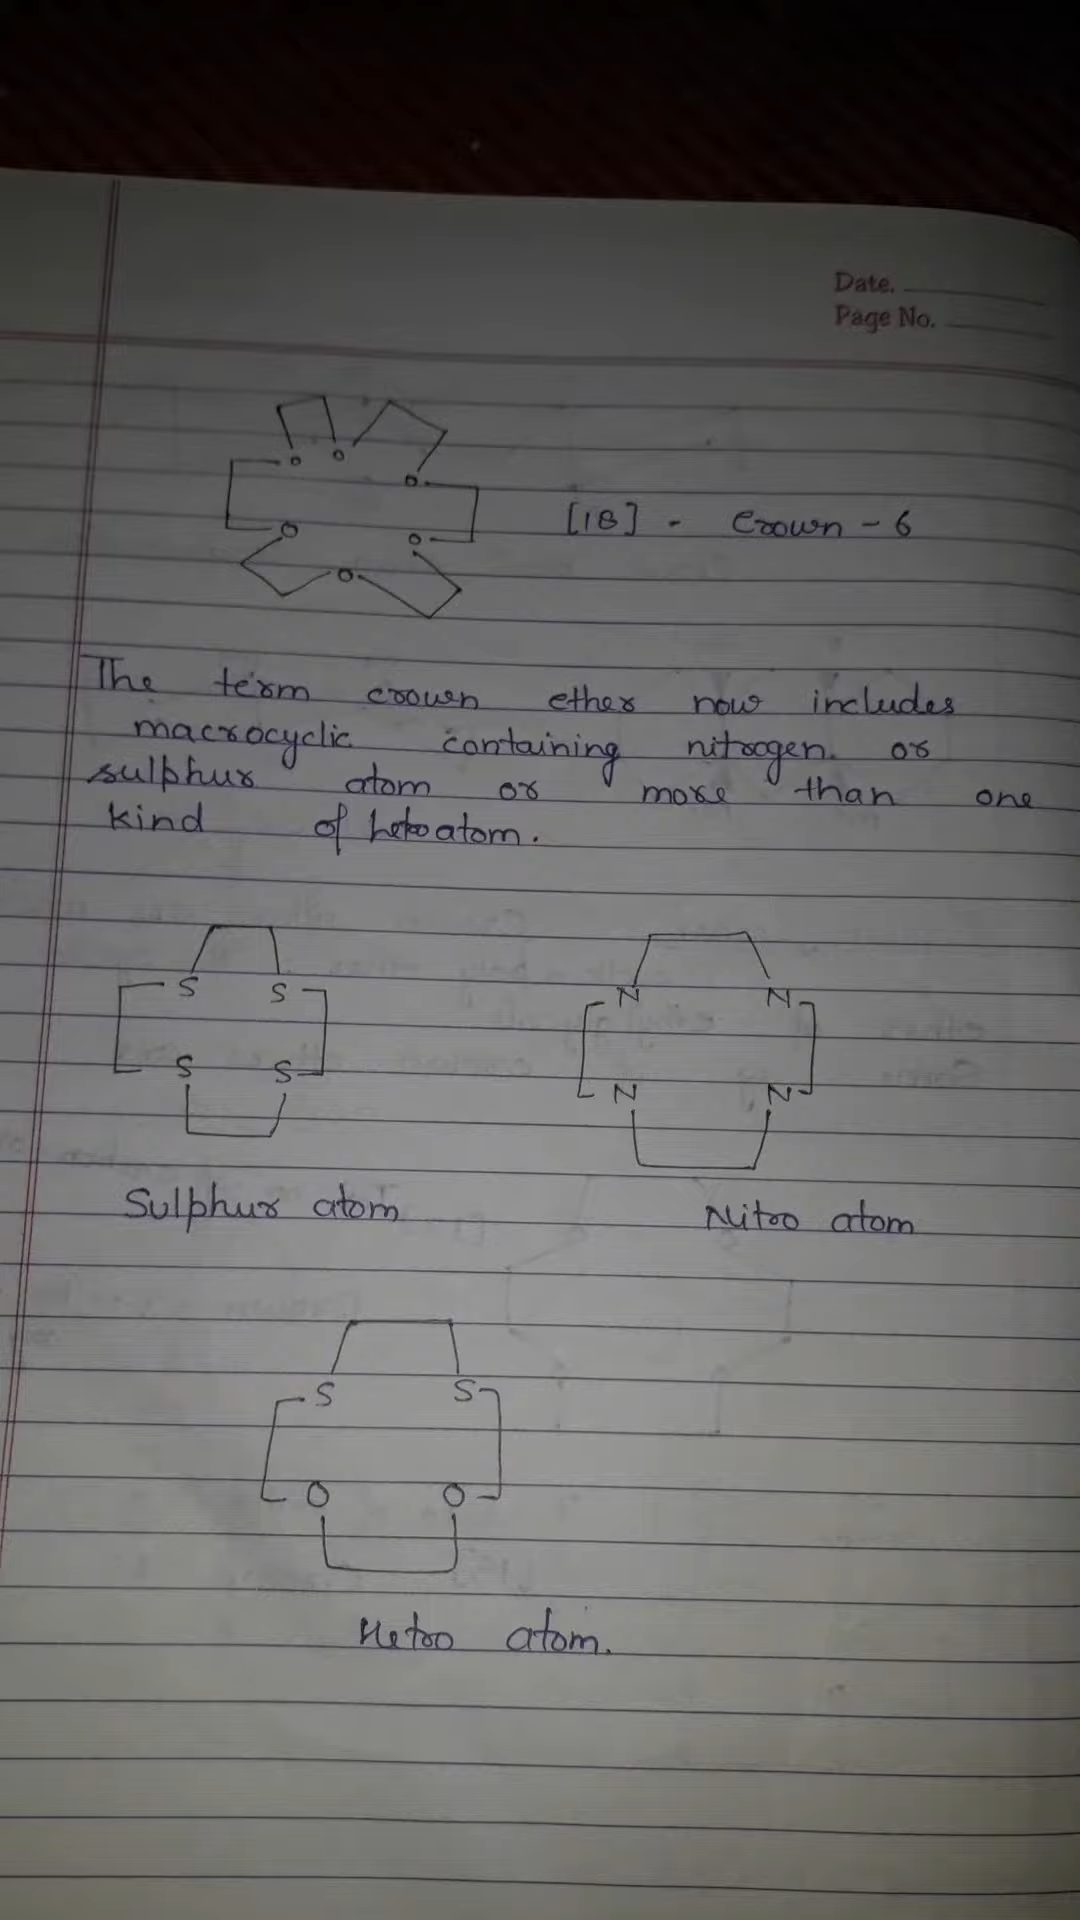 Date.
Page No.
O O O
O O
O
[18] - Crown - 6
The term crown ether now includes
macrocyclic containing nitrogen or
sulphur atom or more than one
kind of hetroatom.
S S
S S
N N
N N
Sulphur atom
Nitro atom
S S
O O
Hetro atom.